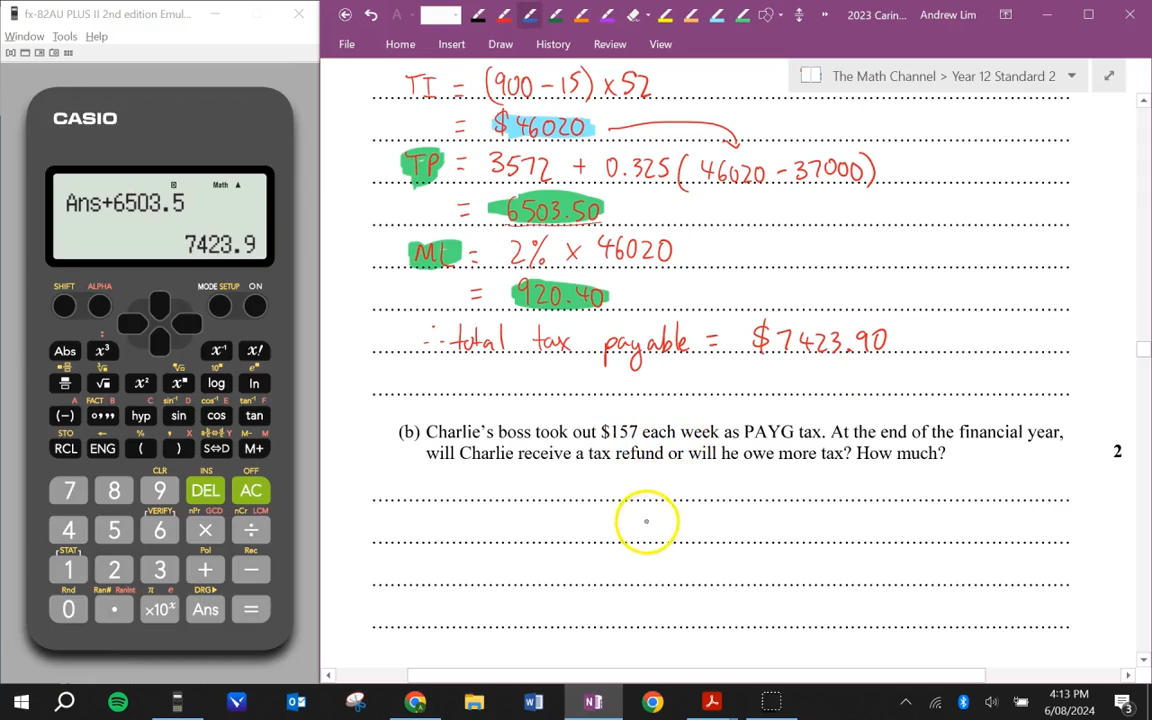 fx-82AU PLUS II 2nd edition Emul...
Window Tools Help
2023 Carin... Andrew Lim
File Home Insert Draw History Review View
The Math Channel > Year 12 Standard 2
CASIO
Math
Ans+6503.5
7423.9
SHIFT ALPHA MODE SETUP ON
Abs x³ x⁻¹ x!
√ x² log ln
(−) hyp sin cos tan
RCL ENG ( ) S⇔D M+
7 8 9 DEL AC
4 5 6 × ÷
1 2 3 + −
0 . ×10ˣ Ans =
TI = (900 - 15) × 52
= $46020
TP = 3572 + 0.325 (46020 - 37000)
= 6503.50
ML = 2% × 46020
= 920.40
∴ total tax payable = $7423.90
(b) Charlie's boss took out $157 each week as PAYG tax. At the end of the financial year,
will Charlie receive a tax refund or will he owe more tax? How much?
2
4:13 PM
6/08/2024